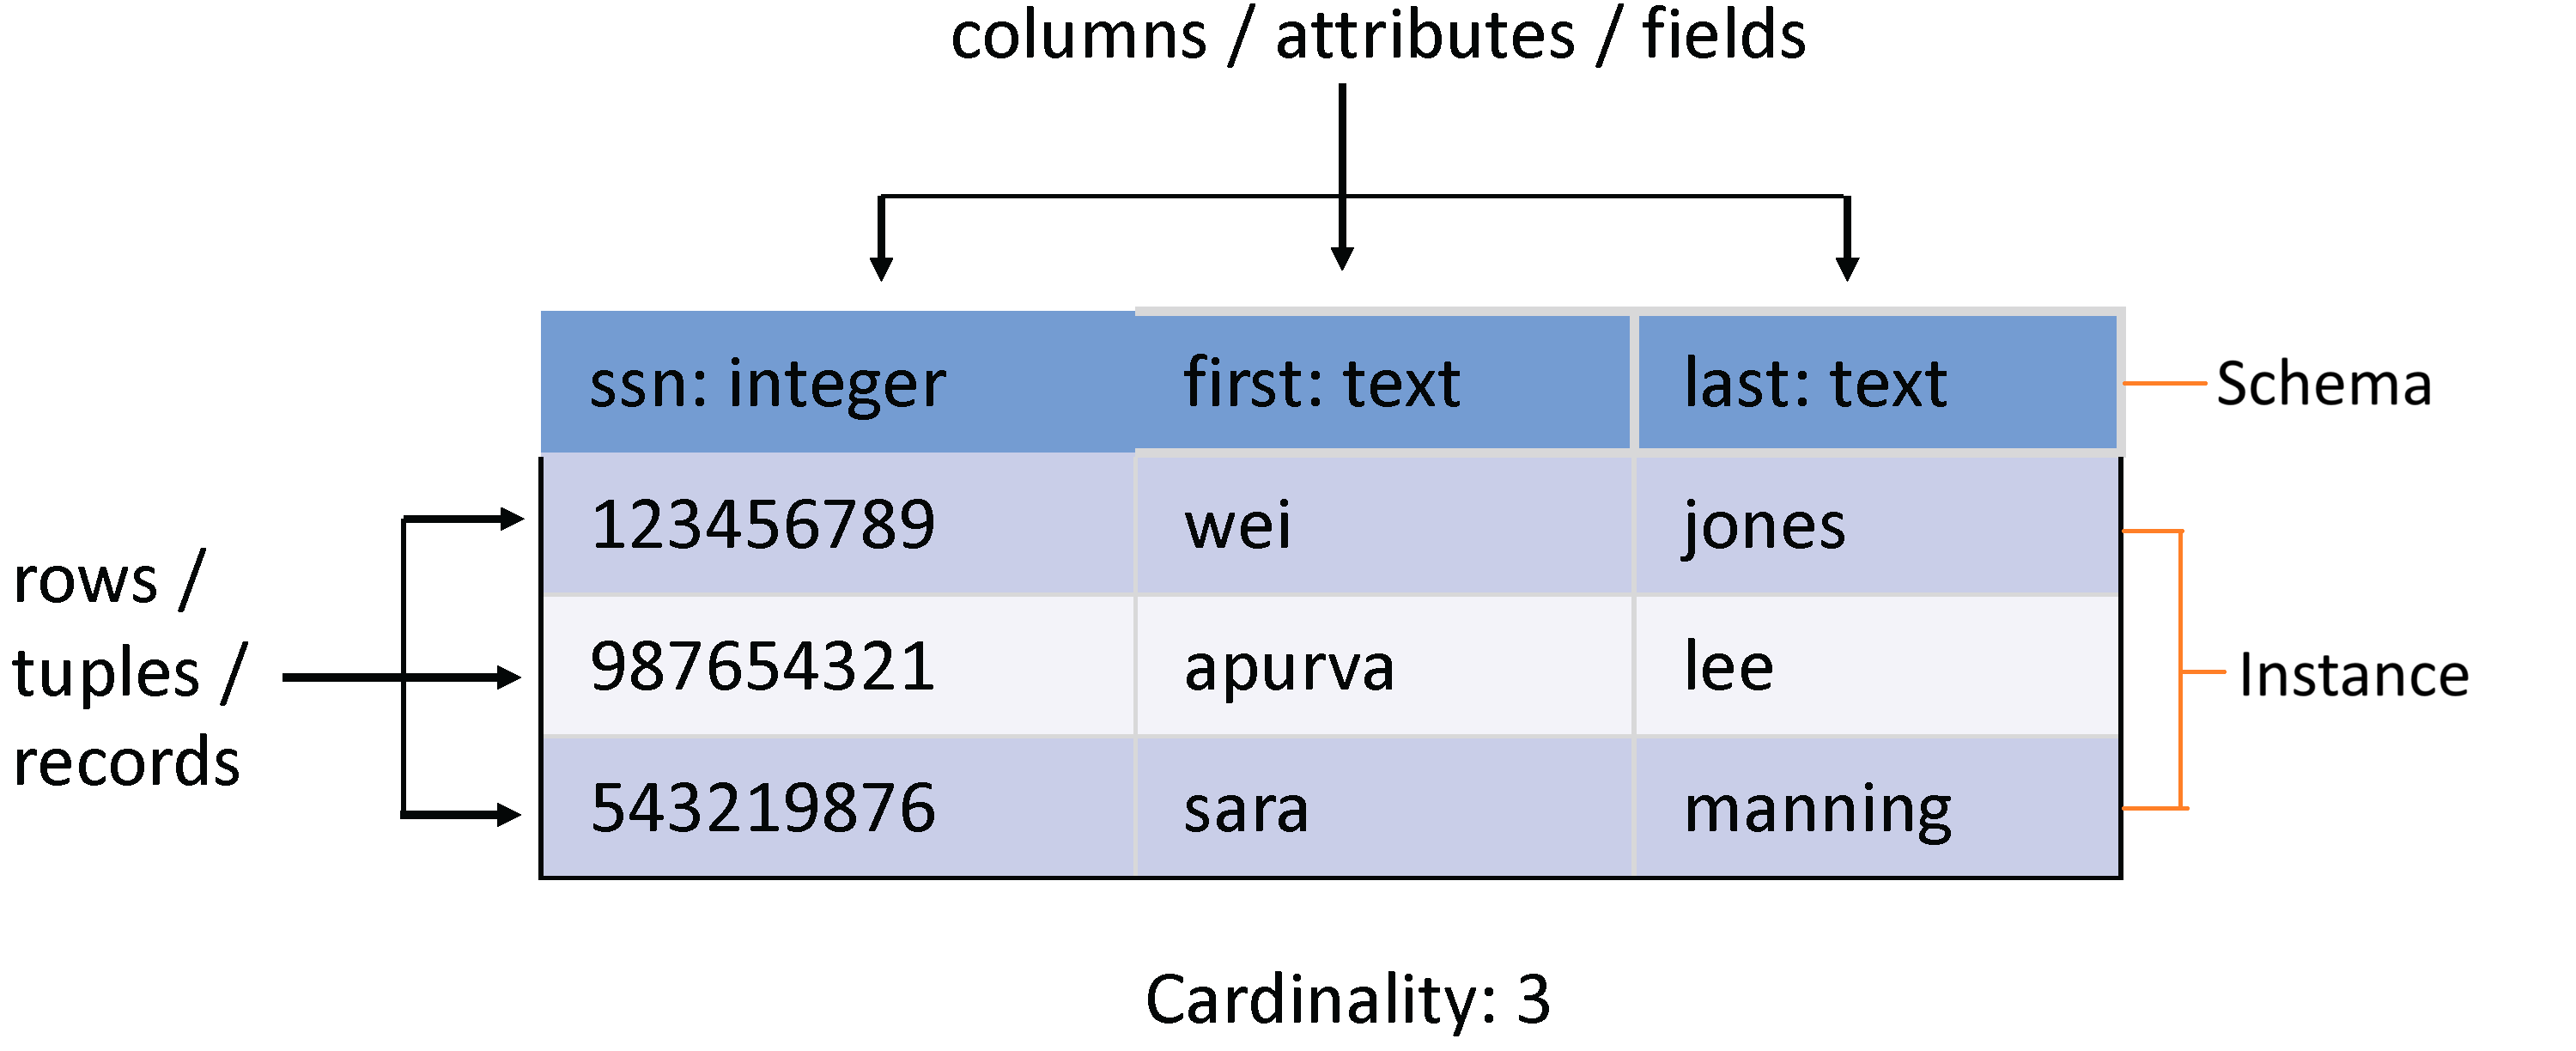 columns / attributes / fields
ssn: integer first: text last: text Schema
123456789 wei jones
rows /
987654321 apurva lee
tuples / Instance
records
543219876 sara manning
Cardinality: 3